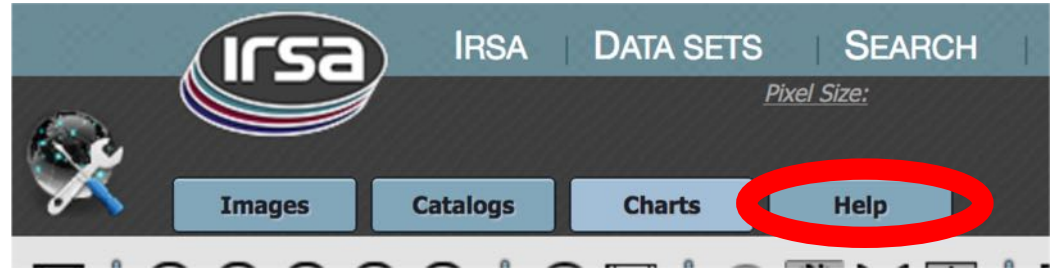 irsa IRSA DATA SETS SEARCH
Pixel Size:
Images Catalogs Charts Help